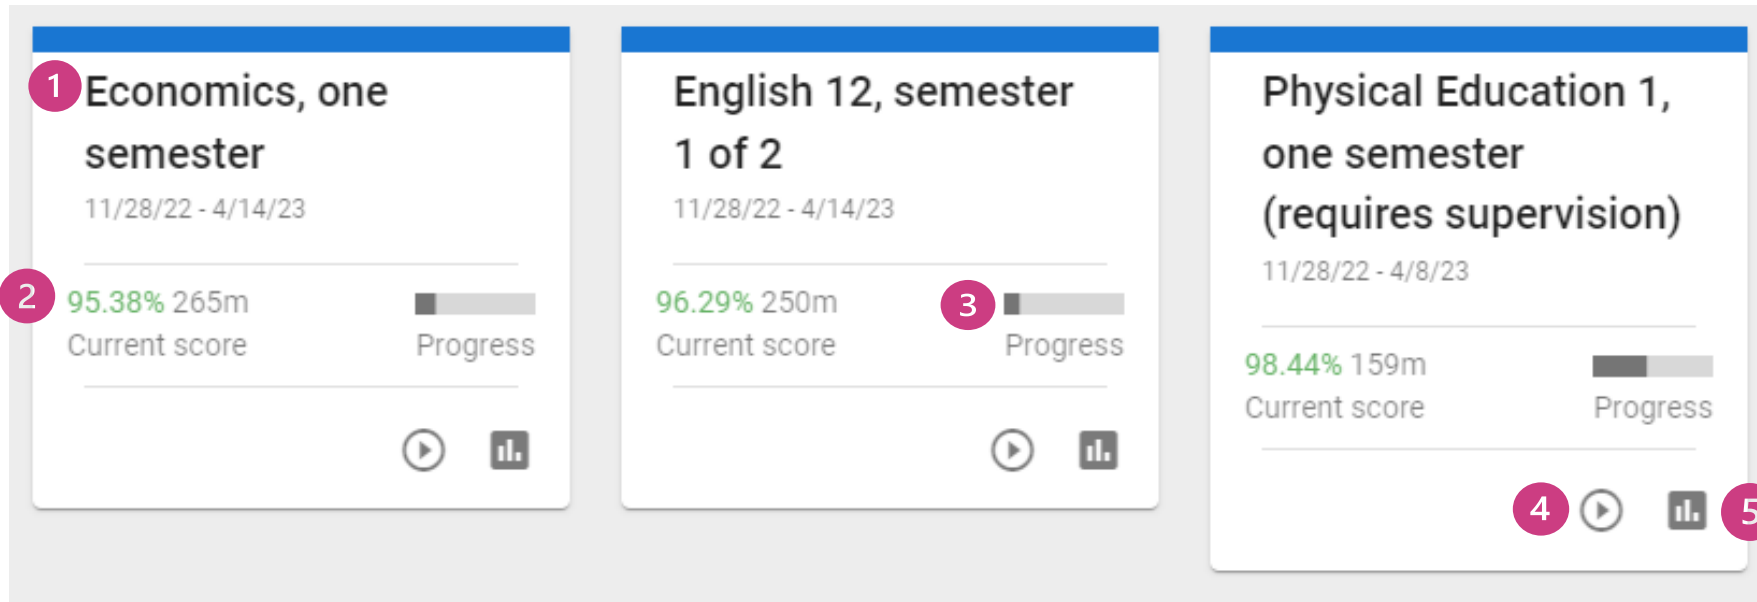 1
Economics, one
semester
11/28/22 - 4/14/23
2
95.38% 265m
Current score
Progress
English 12, semester
1 of 2
11/28/22 - 4/14/23
96.29% 250m
Current score
3
Progress
Physical Education 1,
one semester
(requires supervision)
11/28/22 - 4/8/23
98.44% 159m
Current score
Progress
4
5